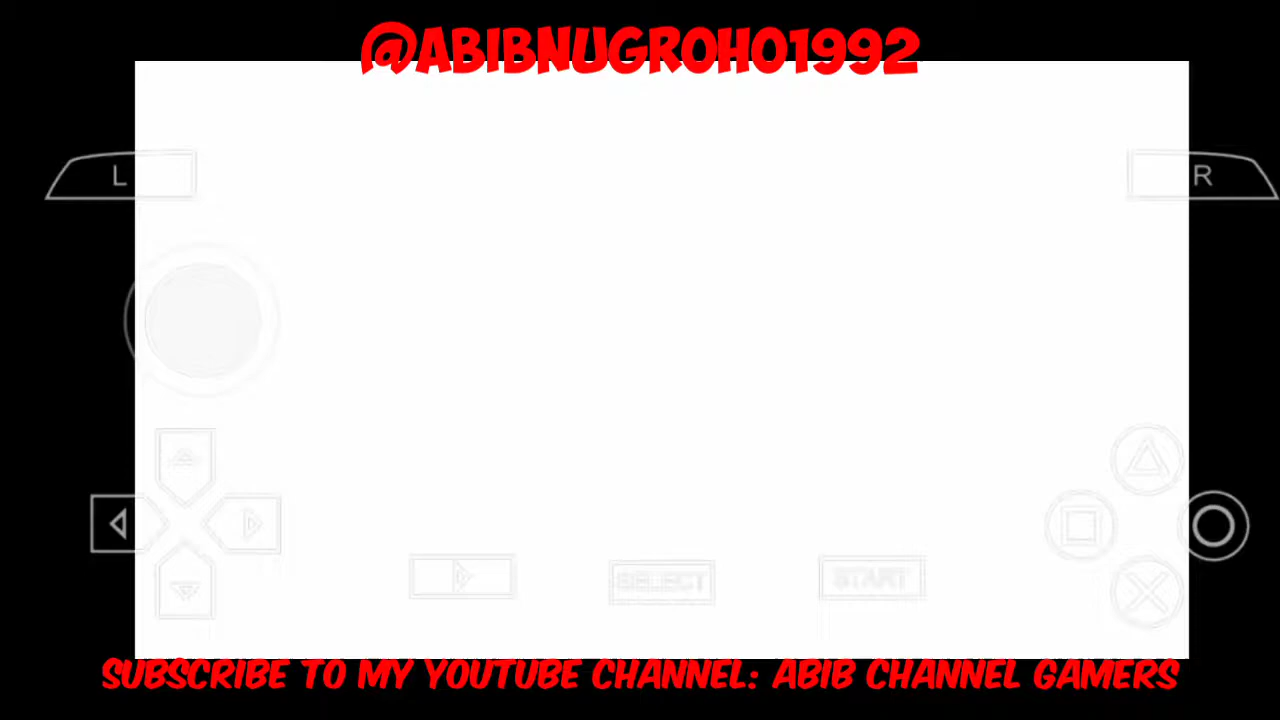 @ABIBNUGROHO1992
L
R
SELECT
START
SUBSCRIBE TO MY YOUTUBE CHANNEL: ABIB CHANNEL GAMERS